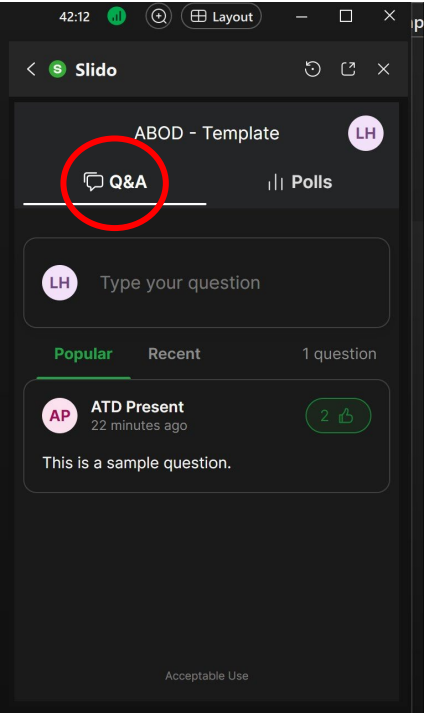 42:12 Layout
p
Slido
ABOD - Template LH
Q&A Polls
LH Type your question
Popular Recent 1 question
AP ATD Present 2
22 minutes ago
This is a sample question.
Acceptable Use